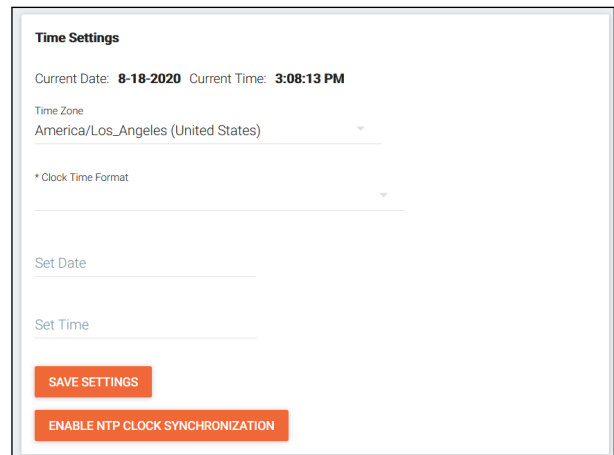 Time Settings
Current Date: 8-18-2020 Current Time: 3:08:13 PM
Time Zone
America/Los_Angeles (United States)
* Clock Time Format
Set Date
Set Time
SAVE SETTINGS
ENABLE NTP CLOCK SYNCHRONIZATION